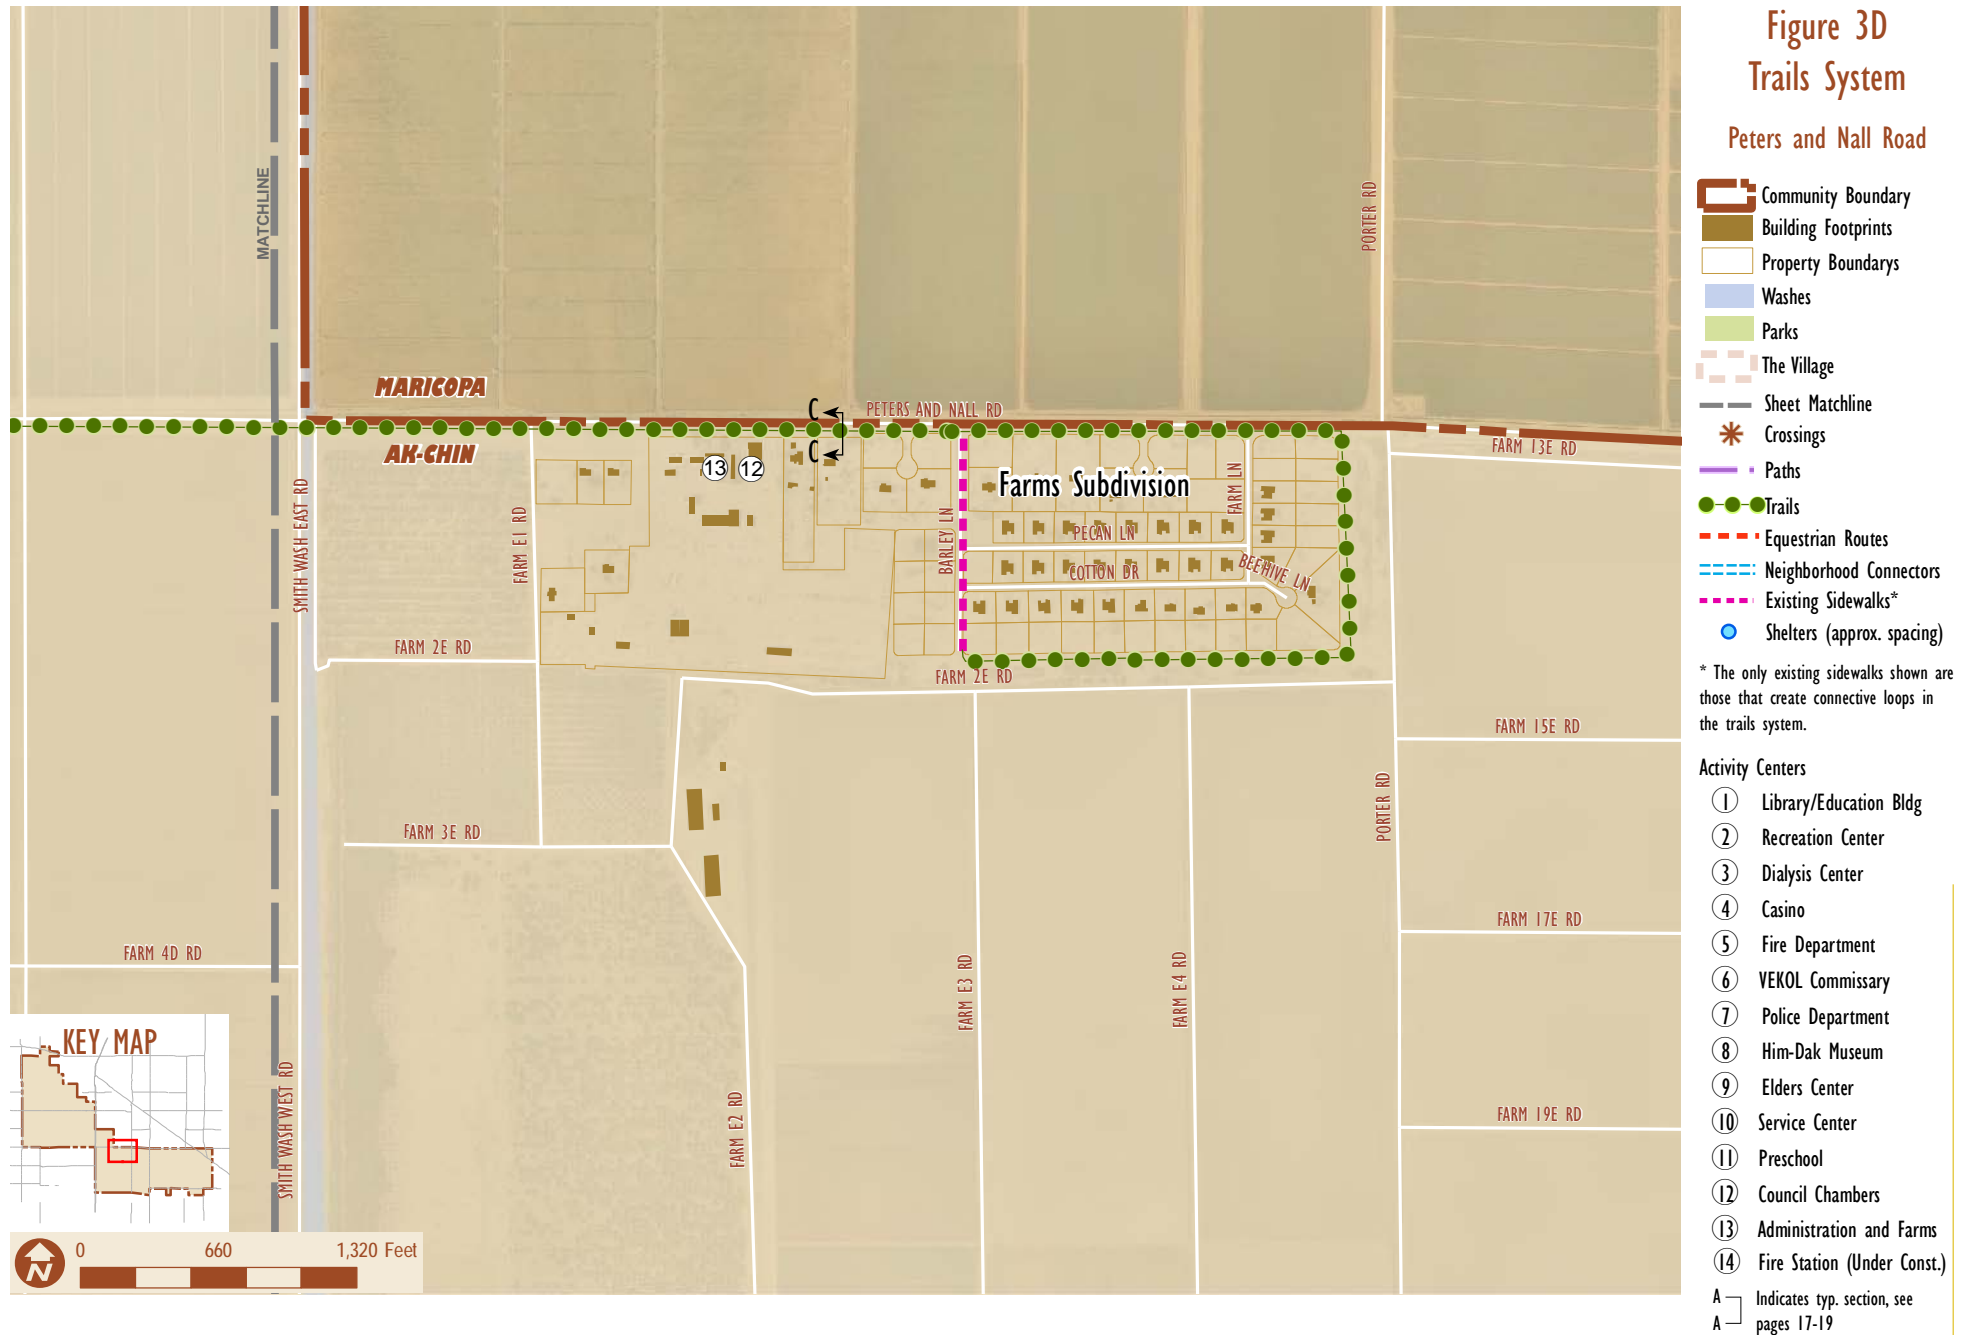 Figure 3D
Trails System
Peters and Nall Road
Community Boundary
Building Footprints
Property Boundarys
Washes
Parks
The Village
Sheet Matchline
Crossings
Paths
Trails
Equestrian Routes
Neighborhood Connectors
Existing Sidewalks*
Shelters (approx. spacing)
* The only existing sidewalks shown are
those that create connective loops in
the trails system.
Activity Centers
1 Library/Education Bldg
2 Recreation Center
3 Dialysis Center
4 Casino
5 Fire Department
6 VEKOL Commissary
7 Police Department
8 Him-Dak Museum
9 Elders Center
10 Service Center
11 Preschool
12 Council Chambers
13 Administration and Farms
14 Fire Station (Under Const.)
A
A
Indicates typ. section, see
pages 17-19
MATCHLINE
PORTER RD
MARICOPA
C
PETERS AND NALL RD
AK-CHIN
C
FARM 13E RD
13
12
Farms Subdivision
FARM LN
SMITH WASH EAST RD
FARM E1 RD
BARLEY LN
PECAN LN
COTTON DR
BEEHIVE LN
FARM 2E RD
FARM 2E RD
FARM 15E RD
PORTER RD
FARM 3E RD
FARM 17E RD
FARM 4D RD
FARM E3 RD
FARM E4 RD
KEY MAP
SMITH WASH WEST RD
FARM E2 RD
FARM 19E RD
N
0 660 1,320 Feet